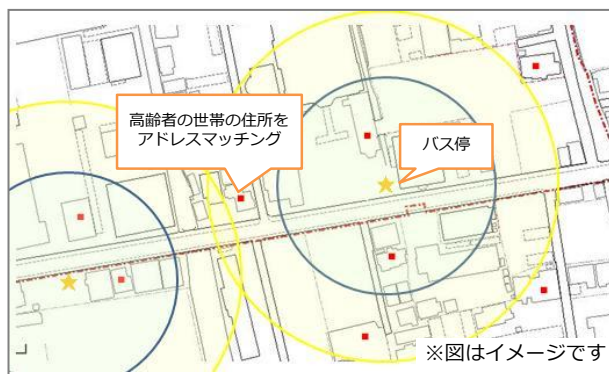 高齢者の世帯の住所を
アドレスマッチング
バス停
※図はイメージです